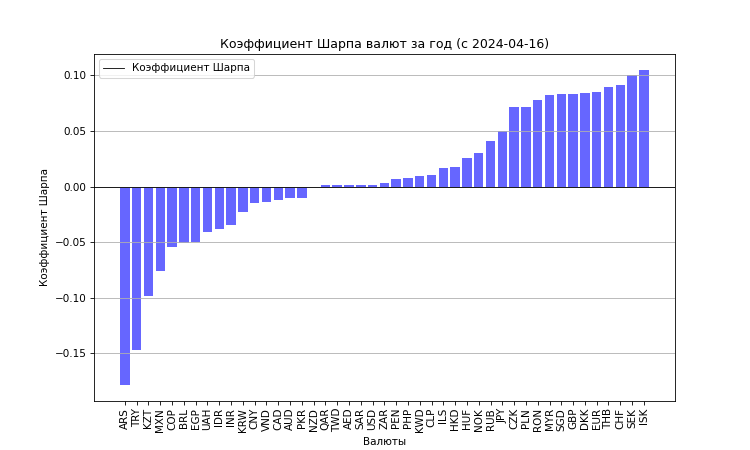 Коэффициент Шарпа валют за год (с 2024-04-16)
Коэффициент Шарпа
0.10
0.05
0.00
−0.05
−0.10
−0.15
Коэффициент Шарпа
ARS TRY KZT MXN COP BRL EGP UAH IDR INR KRW CNY VND CAD AUD PKR NZD QAR TWD AED SAR USD ZAR PEN PHP KWD CLP ILS HKD HUF NOK RUB JPY CZK PLN RON MYR SGD GBP DKK EUR THB CHF SEK ISK
Валюты